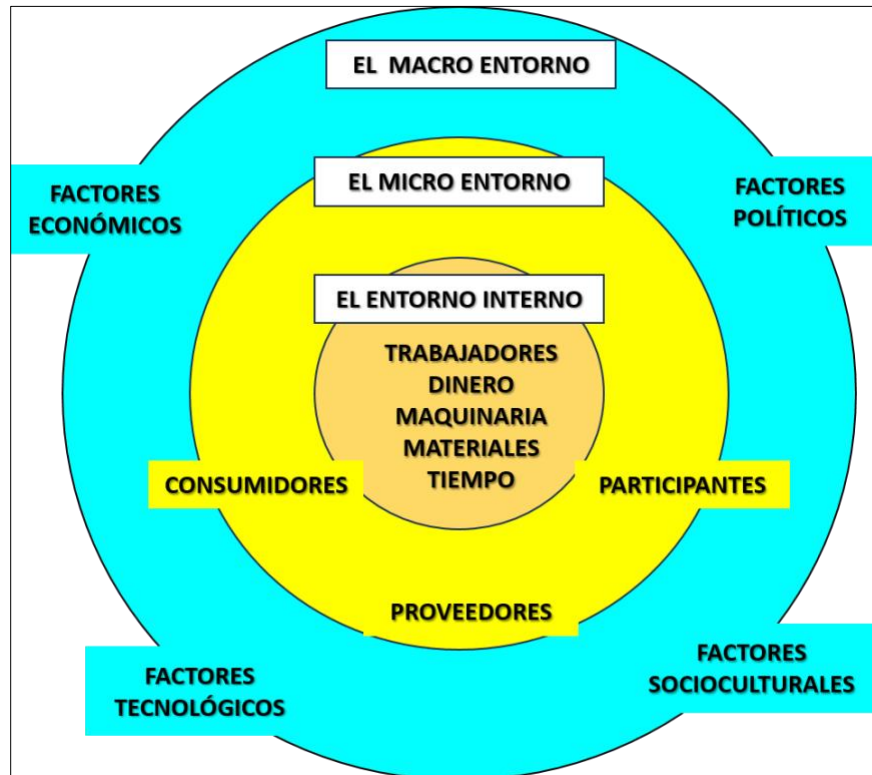 EL MACRO ENTORNO
EL MICRO ENTORNO
FACTORES
ECONÓMICOS
FACTORES
POLÍTICOS
EL ENTORNO INTERNO
TRABAJADORES
DINERO
MAQUINARIA
MATERIALES
TIEMPO
CONSUMIDORES
PARTICIPANTES
PROVEEDORES
FACTORES
TECNOLÓGICOS
FACTORES
SOCIOCULTURALES